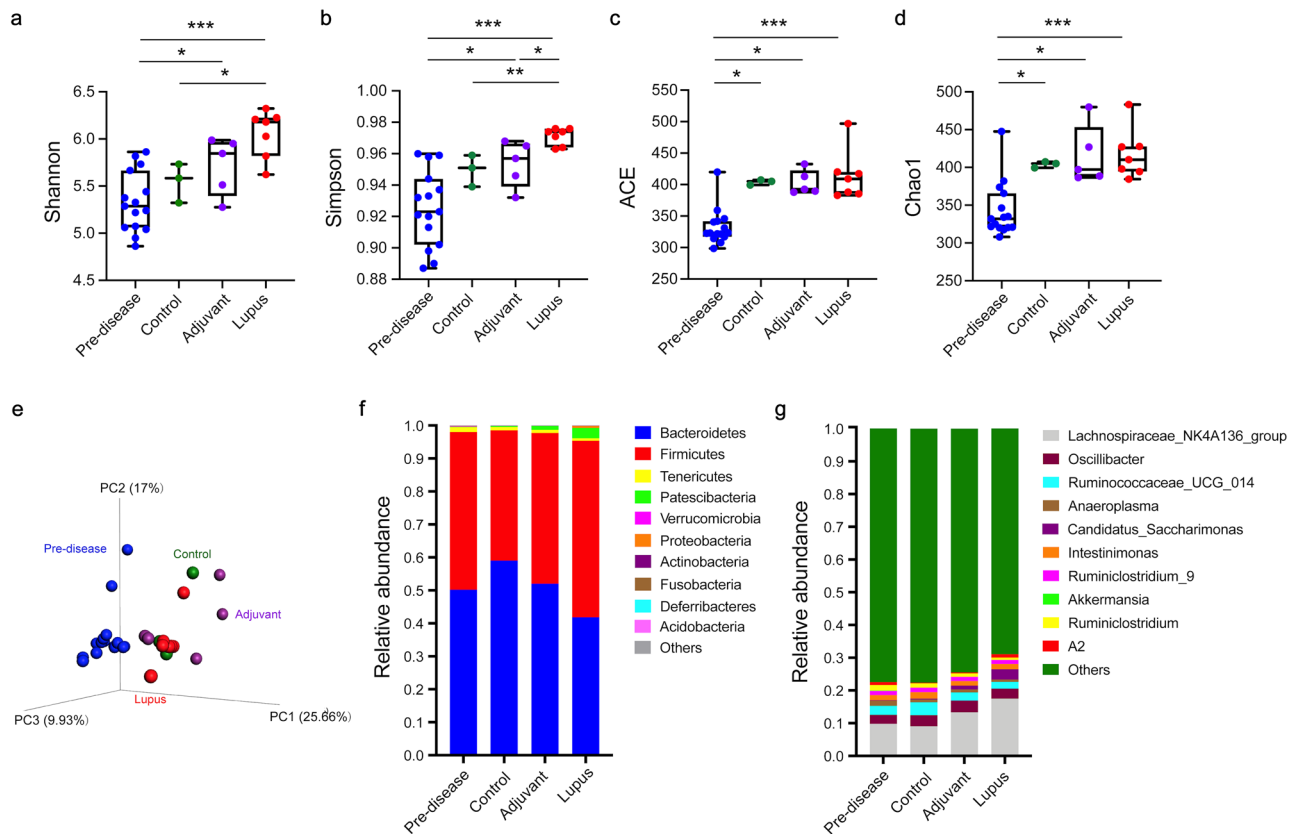 a
***
*
*
Shannon
6.5
6.0
5.5
5.0
4.5
Pre-disease
Control
Adjuvant
Lupus
b
***
*
*
**
Simpson
1.00
0.98
0.96
0.94
0.92
0.90
0.88
Pre-disease
Control
Adjuvant
Lupus
c
***
*
*
ACE
550
500
450
400
350
300
250
Pre-disease
Control
Adjuvant
Lupus
d
***
*
*
Chao1
500
450
400
350
300
250
Pre-disease
Control
Adjuvant
Lupus
e
PC2 (17%)
Pre-disease
Control
Adjuvant
Lupus
PC3 (9.93%)
PC1 (25.66%)
f
Relative abundance
1.0
0.9
0.8
0.7
0.6
0.5
0.4
0.3
0.2
0.1
0.0
Pre-disease
Control
Adjuvant
Lupus
Bacteroidetes
Firmicutes
Tenericutes
Patescibacteria
Verrucomicrobia
Proteobacteria
Actinobacteria
Fusobacteria
Deferribacteres
Acidobacteria
Others
g
Relative abundance
1.0
0.9
0.8
0.7
0.6
0.5
0.4
0.3
0.2
0.1
0.0
Pre-disease
Control
Adjuvant
Lupus
Lachnospiraceae_NK4A136_group
Oscillibacter
Ruminococcaceae_UCG_014
Anaeroplasma
Candidatus_Saccharimonas
Intestinimonas
Ruminiclostridium_9
Akkermansia
Ruminiclostridium
A2
Others